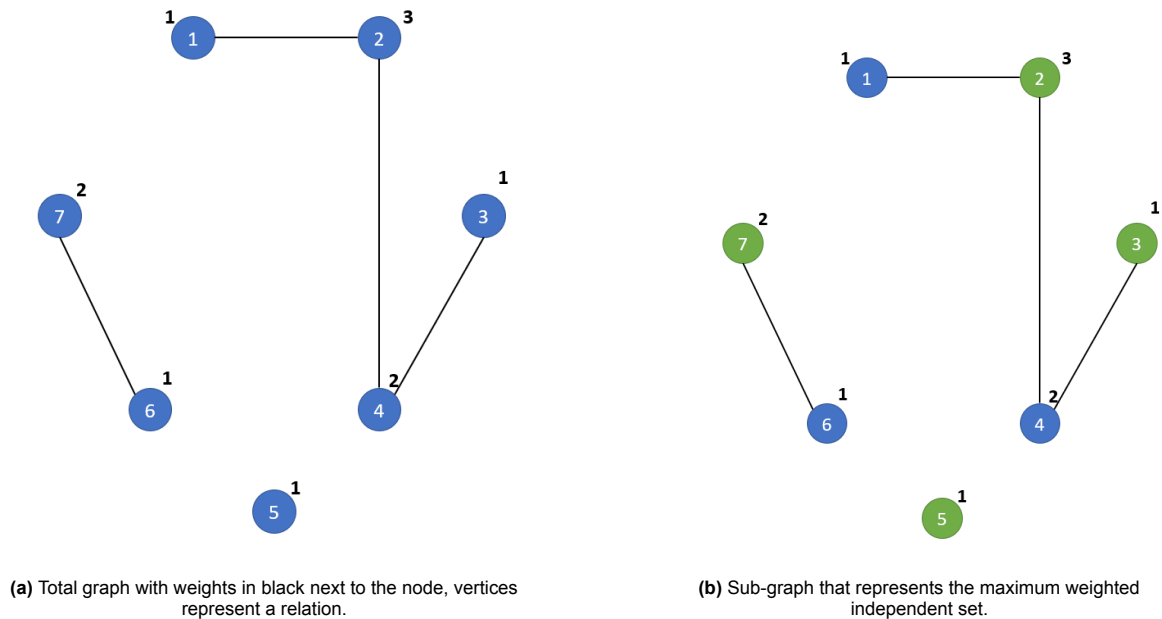 1 1 3 2
2 7 1 3
1 6 2 4
1 5
(a) Total graph with weights in black next to the node, vertices
represent a relation.
1 1 3 2
2 7 1 3
1 6 2 4
1 5
(b) Sub-graph that represents the maximum weighted
independent set.